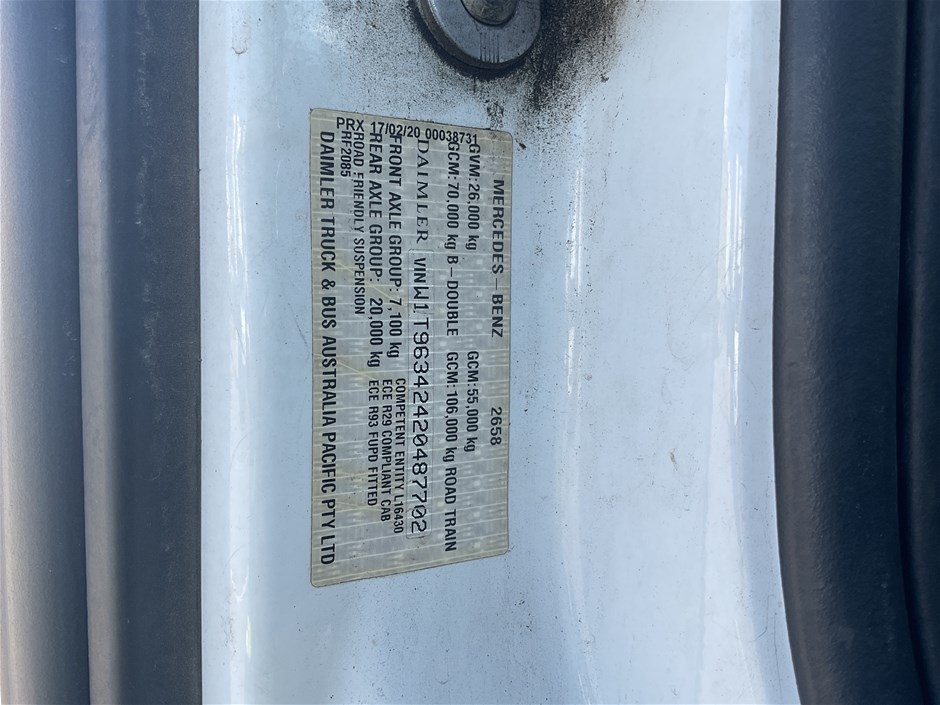 MERCEDES-BENZ 2658
GVM: 26,000 kg GCM: 55,000 kg
GCM: 70,000 kg B-DOUBLE GCM: 106,000 kg ROAD TRAIN
PRX 17/02/20 00038731
DAIMLER VINW1T96342420487702
FRONT AXLE GROUP: 7,100 kg COMPETENT ENTITY L16430
REAR AXLE GROUP: 20,000 kg ECE R29 COMPLIANT CAB
ROAD FRIENDLY SUSPENSION ECE R93 FUPD FITTED
RF2085
DAIMLER TRUCK & BUS AUSTRALIA PACIFIC PTY LTD